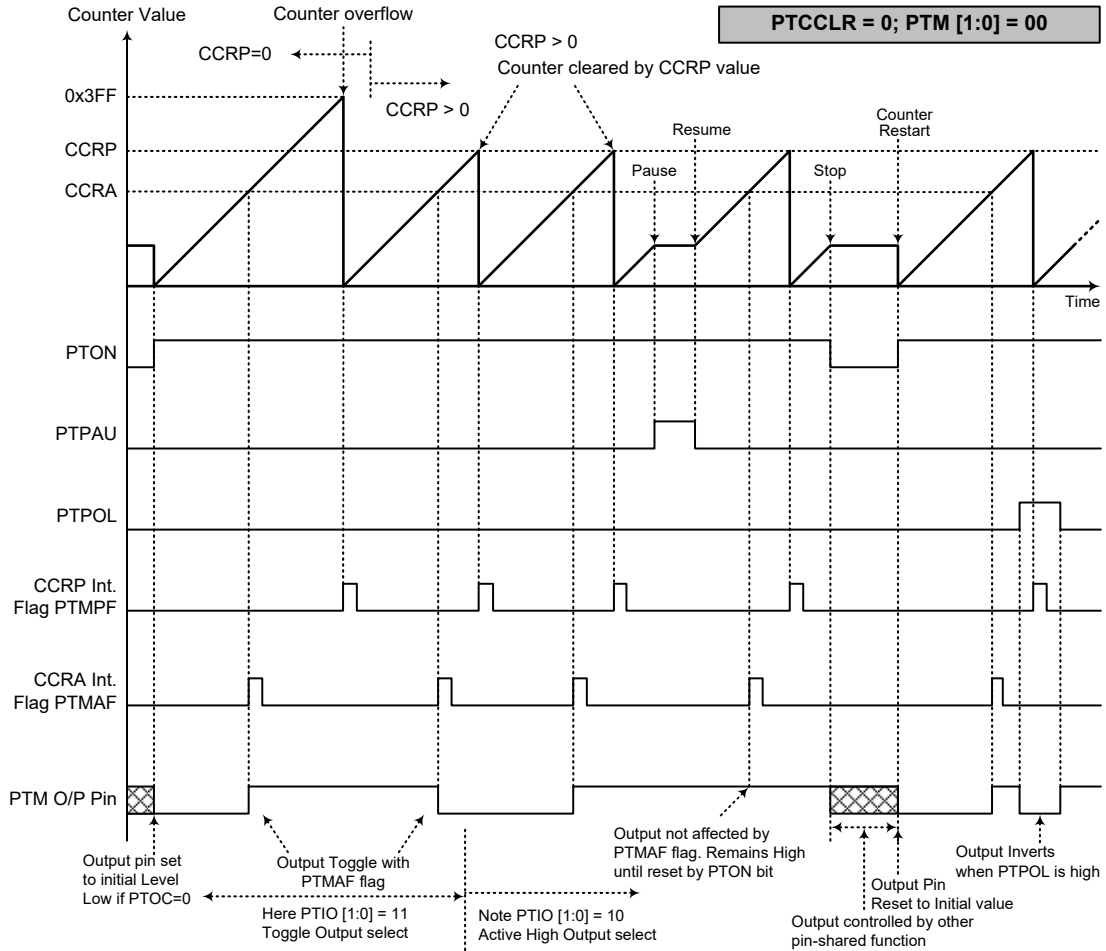 Counter Value
Counter overflow
PTCCLR = 0; PTM [1:0] = 00
CCRP=0
CCRP > 0
CCRP > 0
Counter cleared by CCRP value
0x3FF
CCRP
CCRA
Pause
Resume
Stop
Counter
Restart
Time
PTON
PTPAU
PTPOL
CCRP Int.
Flag PTMPF
CCRA Int.
Flag PTMAF
PTM O/P Pin
Output pin set
to initial Level
Low if PTOC=0
Output Toggle with
PTMAF flag
Here PTIO [1:0] = 11
Toggle Output select
Note PTIO [1:0] = 10
Active High Output select
Output not affected by
PTMAF flag. Remains High
until reset by PTON bit
Output Pin
Reset to Initial value
Output controlled by other
pin-shared function
Output Inverts
when PTPOL is high